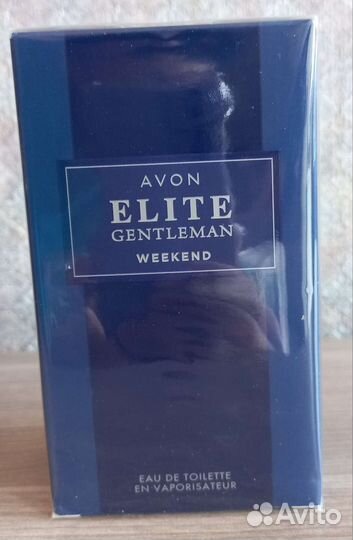 AVON
ELITE
GENTLEMAN
WEEKEND
EAU DE TOILETTE
EN VAPORISATEUR
Avito